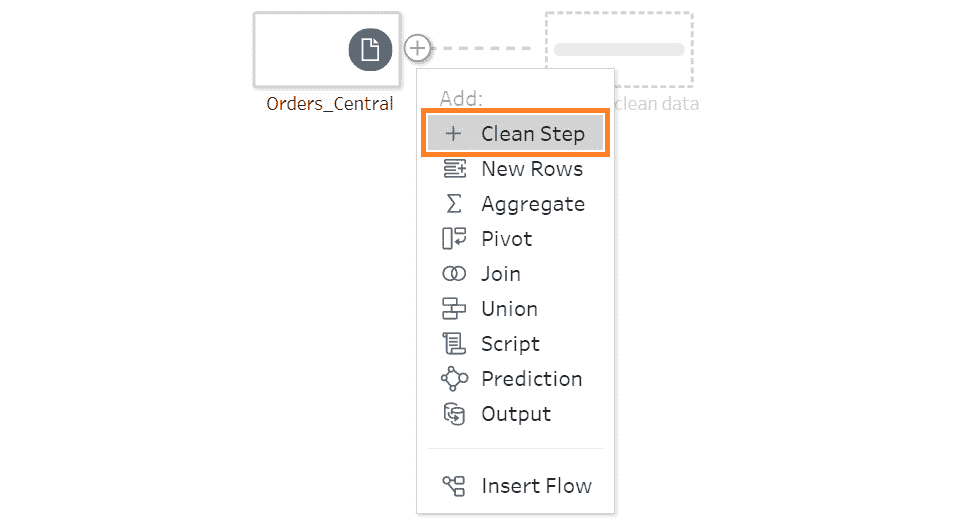 Orders_Central
clean data
Add:
Clean Step
New Rows
Aggregate
Pivot
Join
Union
Script
Prediction
Output
Insert Flow